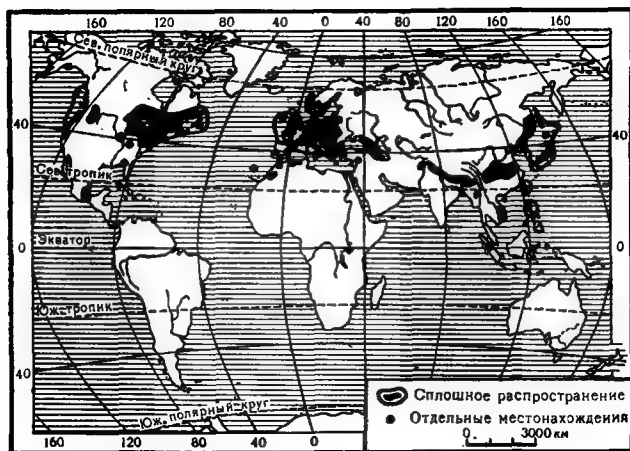 160 120 80 40 0 40 80 120 160 160
Сев. полярный круг
40 40
Сев. тропик
0 Экватор 0
Юж. тропик
40
Юж. полярный круг
Сплошное распространение
Отдельные местонахождения
0 3000 км
160 120 80 40 0 40